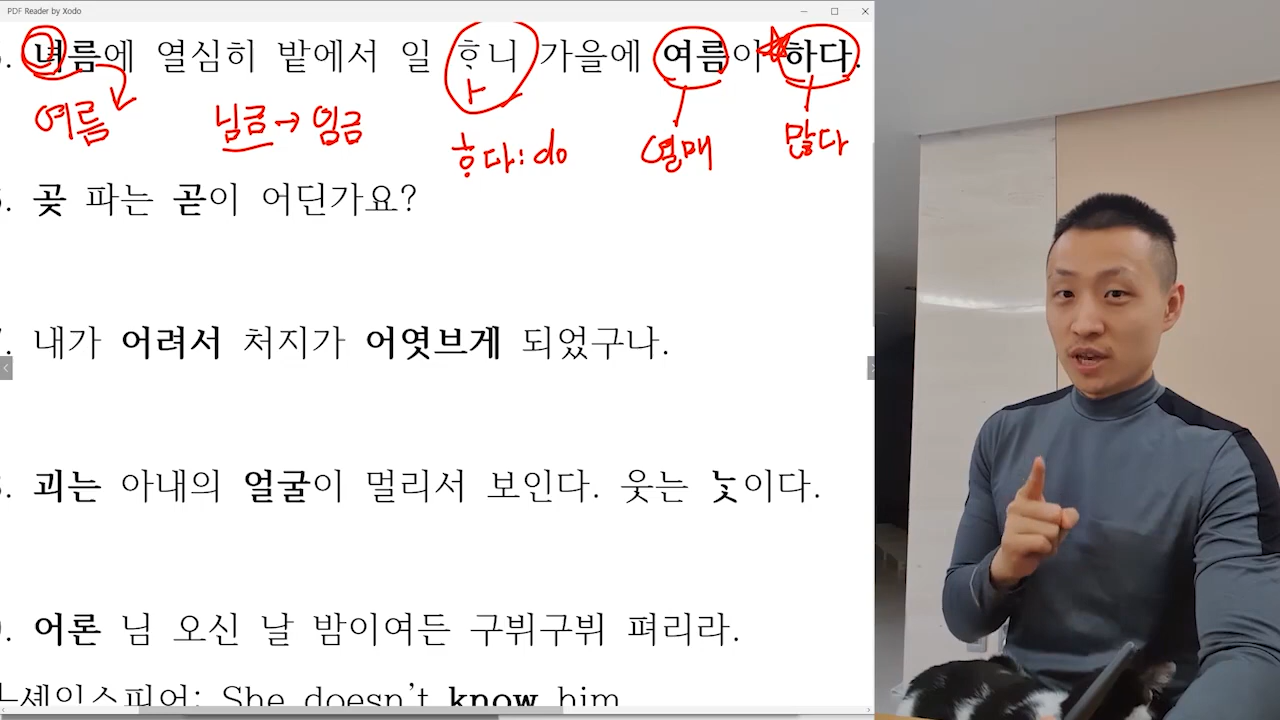 PDF Reader by Xodo
. 녀름에 열심히 밭에서 일 ᄒᆞ니 가을에 여름이 하다.
여름 님금→임금 ㅏ ᄒᆞ다: do 열매 많다
. 곶 파는 곧이 어딘가요?
. 내가 어려서 처지가 어엿브게 되었구나.
. 괴는 아내의 얼굴이 멀리서 보인다. 웃는 ᄂᆞᆾ이다.
. 어론 님 오신 날 밤이여든 구뷔구뷔 펴리라.
셰익스피어: She doesn't know him